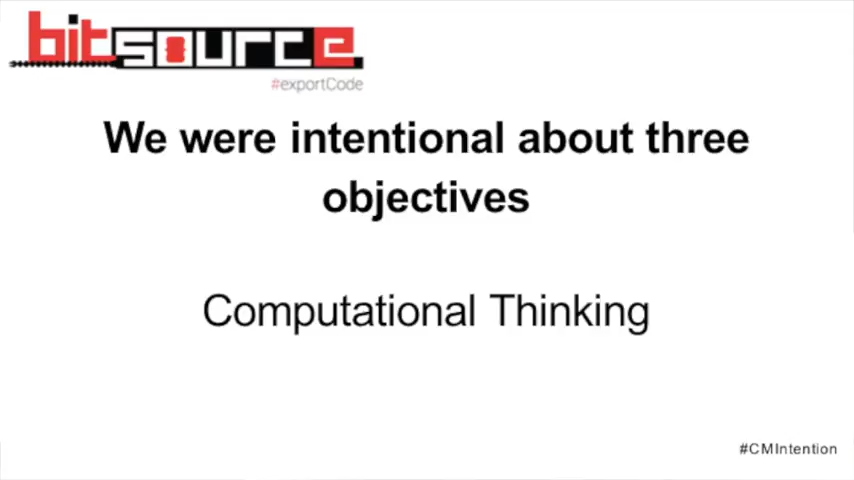 bitsource
#exportCode
We were intentional about three
objectives
Computational Thinking
#CMIntention